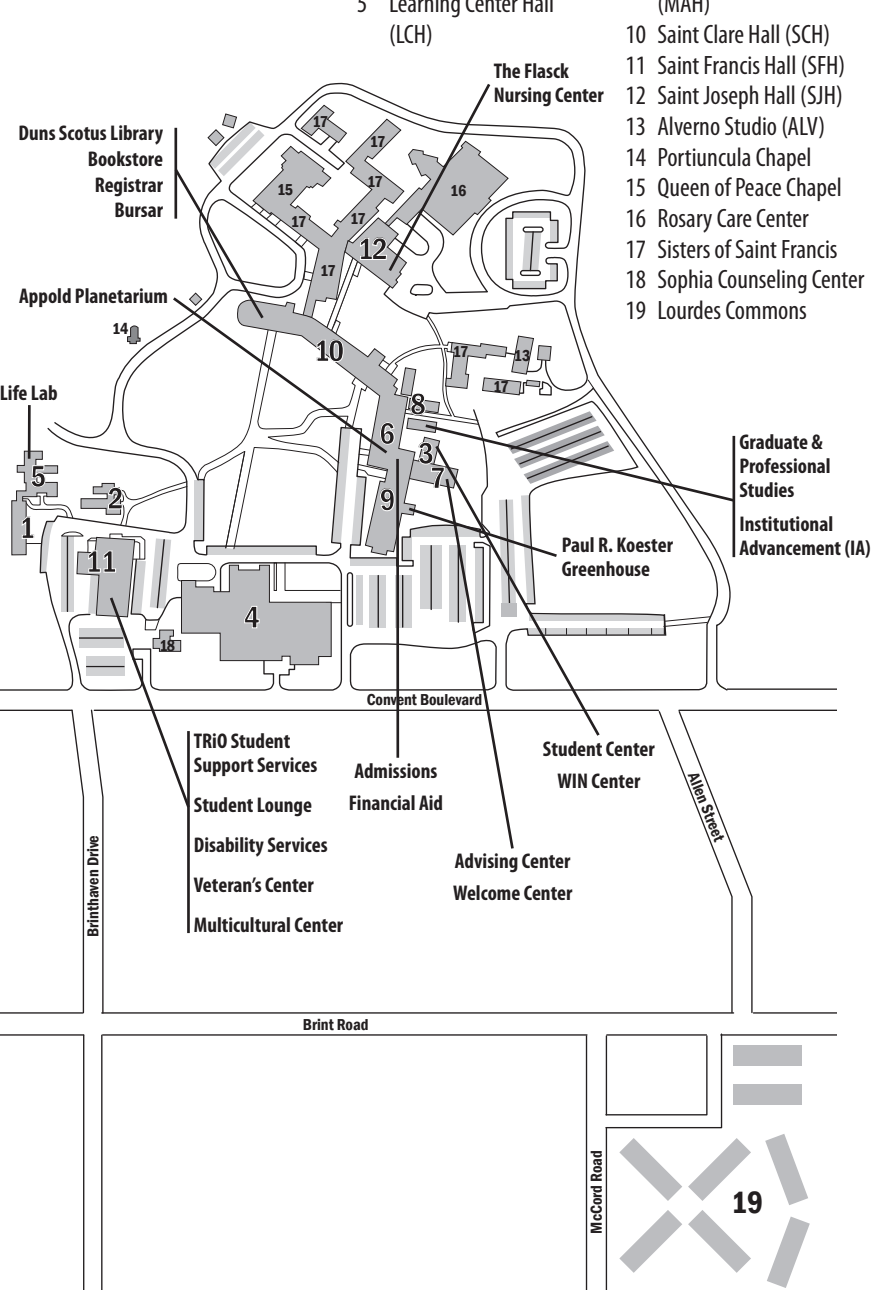 5 Learning Center Hall
(LCH)
(MAH)
10 Saint Clare Hall (SCH)
11 Saint Francis Hall (SFH)
12 Saint Joseph Hall (SJH)
13 Alverno Studio (ALV)
14 Portiuncula Chapel
15 Queen of Peace Chapel
16 Rosary Care Center
17 Sisters of Saint Francis
18 Sophia Counseling Center
19 Lourdes Commons
The Flasck
Nursing Center
Duns Scotus Library
Bookstore
Registrar
Bursar
17
17
15
17
16
17
17
12
17
Appold Planetarium
14
10
17
13
17
Life Lab
8
6
3
7
5
2
9
1
Graduate &
Professional
Studies
Institutional
Advancement (IA)
Paul R. Koester
Greenhouse
11
4
18
Convent Boulevard
TRiO Student
Support Services
Student Lounge
Disability Services
Veteran's Center
Multicultural Center
Admissions
Financial Aid
Student Center
WIN Center
Advising Center
Welcome Center
Allen Street
Brinthaven Drive
Brint Road
McCord Road
19